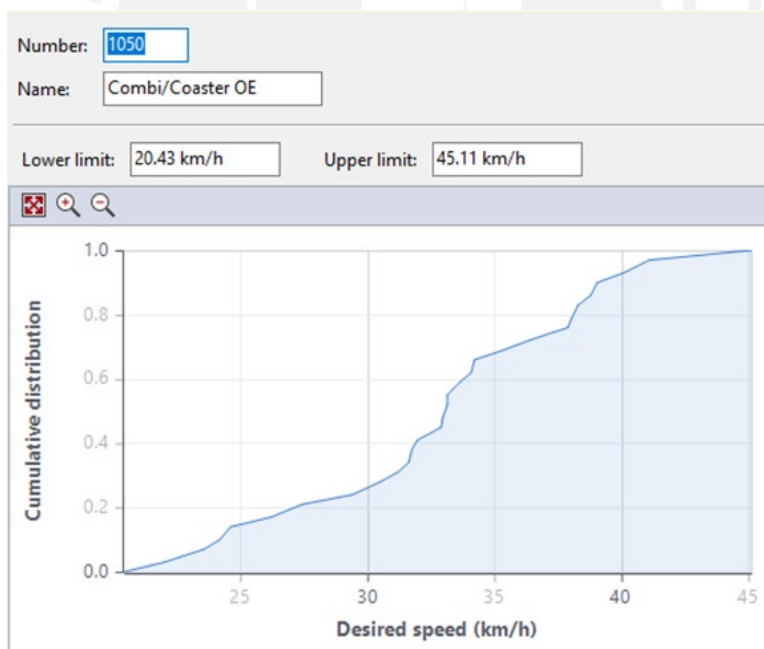 Number: 1050
Name: Combi/Coaster OE
Lower limit: 20.43 km/h Upper limit: 45.11 km/h
1.0
0.8
0.6
0.4
0.2
0.0
Cumulative distribution
25 30 35 40 45
Desired speed (km/h)